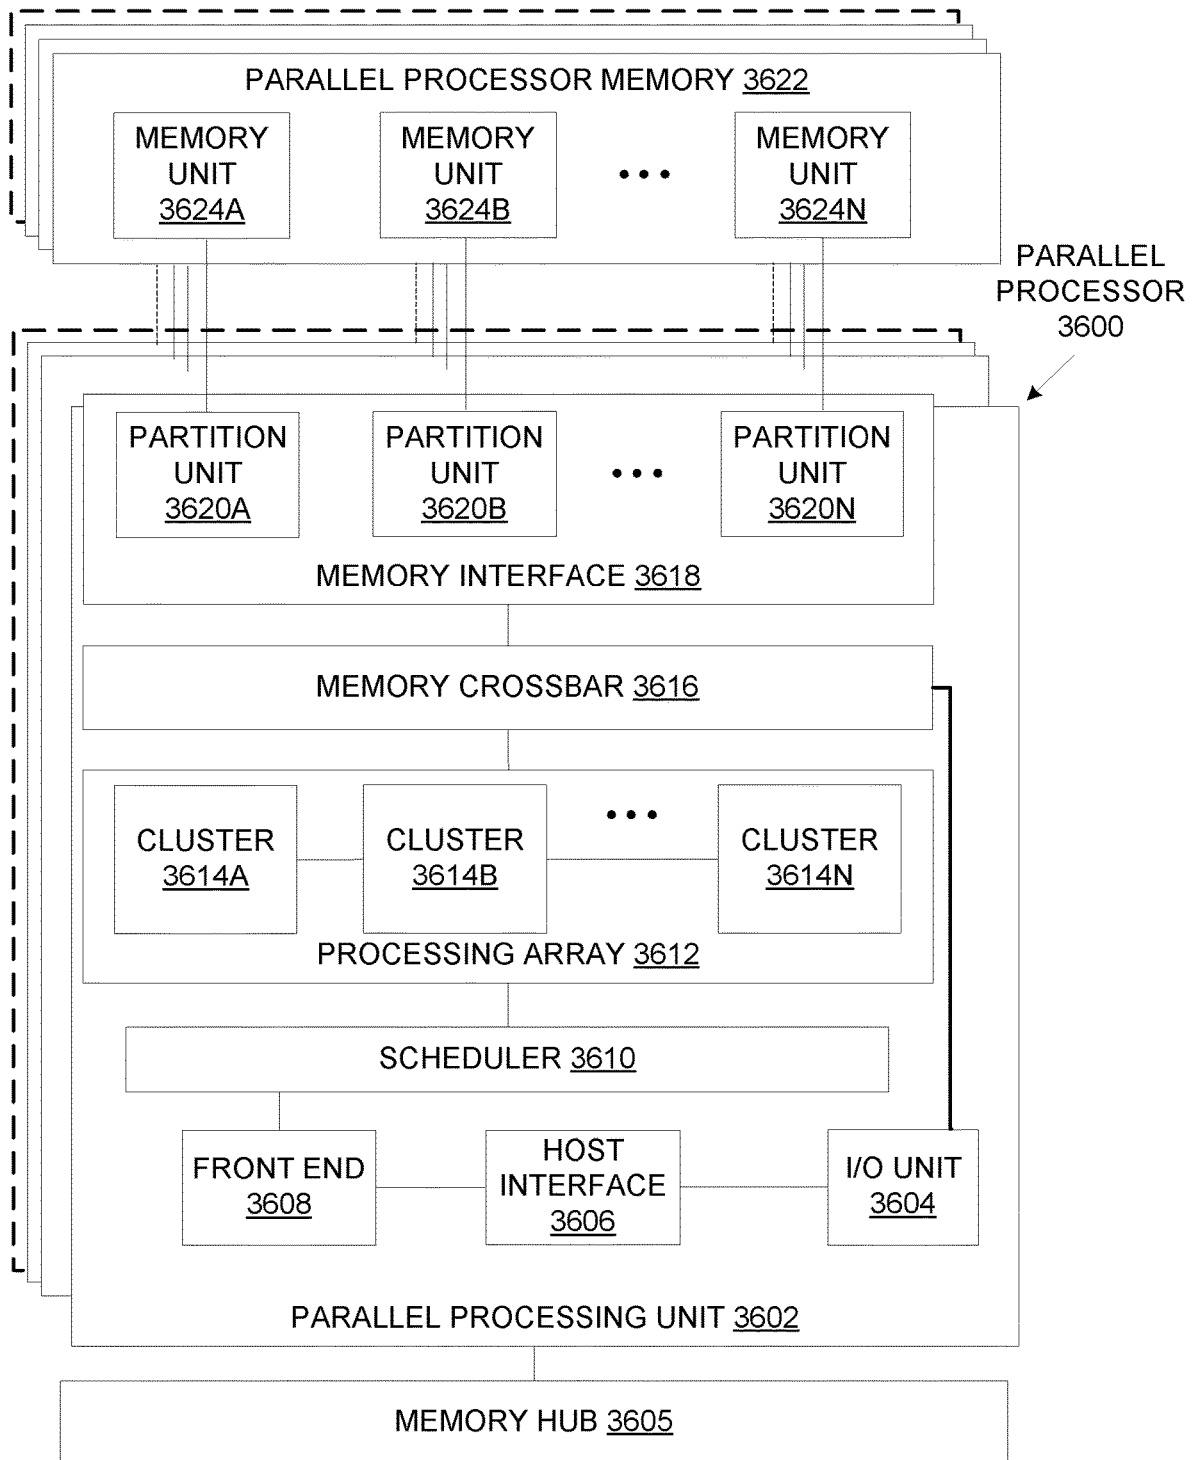 PARALLEL PROCESSOR MEMORY 3622
MEMORY
UNIT
3624A
MEMORY
UNIT
3624B
MEMORY
UNIT
3624N
PARALLEL
PROCESSOR
3600
PARTITION
UNIT
3620A
PARTITION
UNIT
3620B
PARTITION
UNIT
3620N
MEMORY INTERFACE 3618
MEMORY CROSSBAR 3616
CLUSTER
3614A
CLUSTER
3614B
CLUSTER
3614N
PROCESSING ARRAY 3612
SCHEDULER 3610
FRONT END
3608
HOST
INTERFACE
3606
I/O UNIT
3604
PARALLEL PROCESSING UNIT 3602
MEMORY HUB 3605